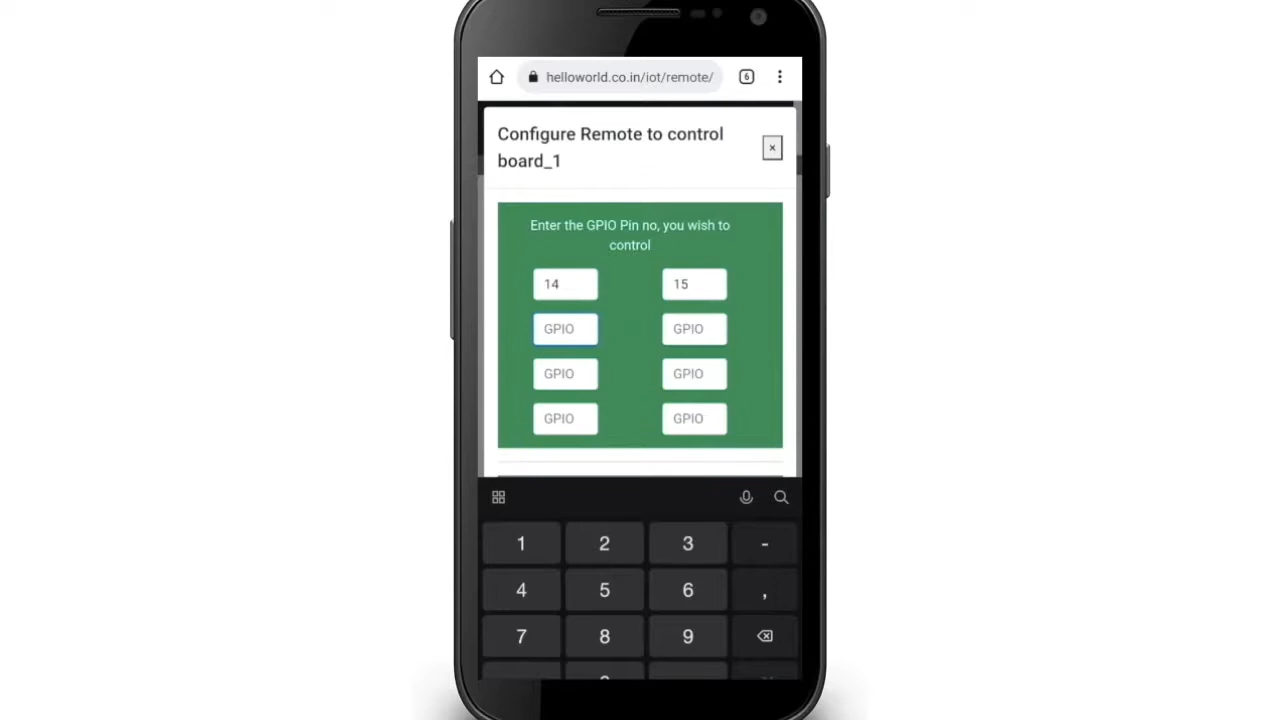 helloworld.co.in/iot/remote/ 6
Configure Remote to control
board_1 ×
Enter the GPIO Pin no, you wish to
control
14 15
GPIO GPIO
GPIO GPIO
GPIO GPIO
1 2 3 -
4 5 6 ,
7 8 9